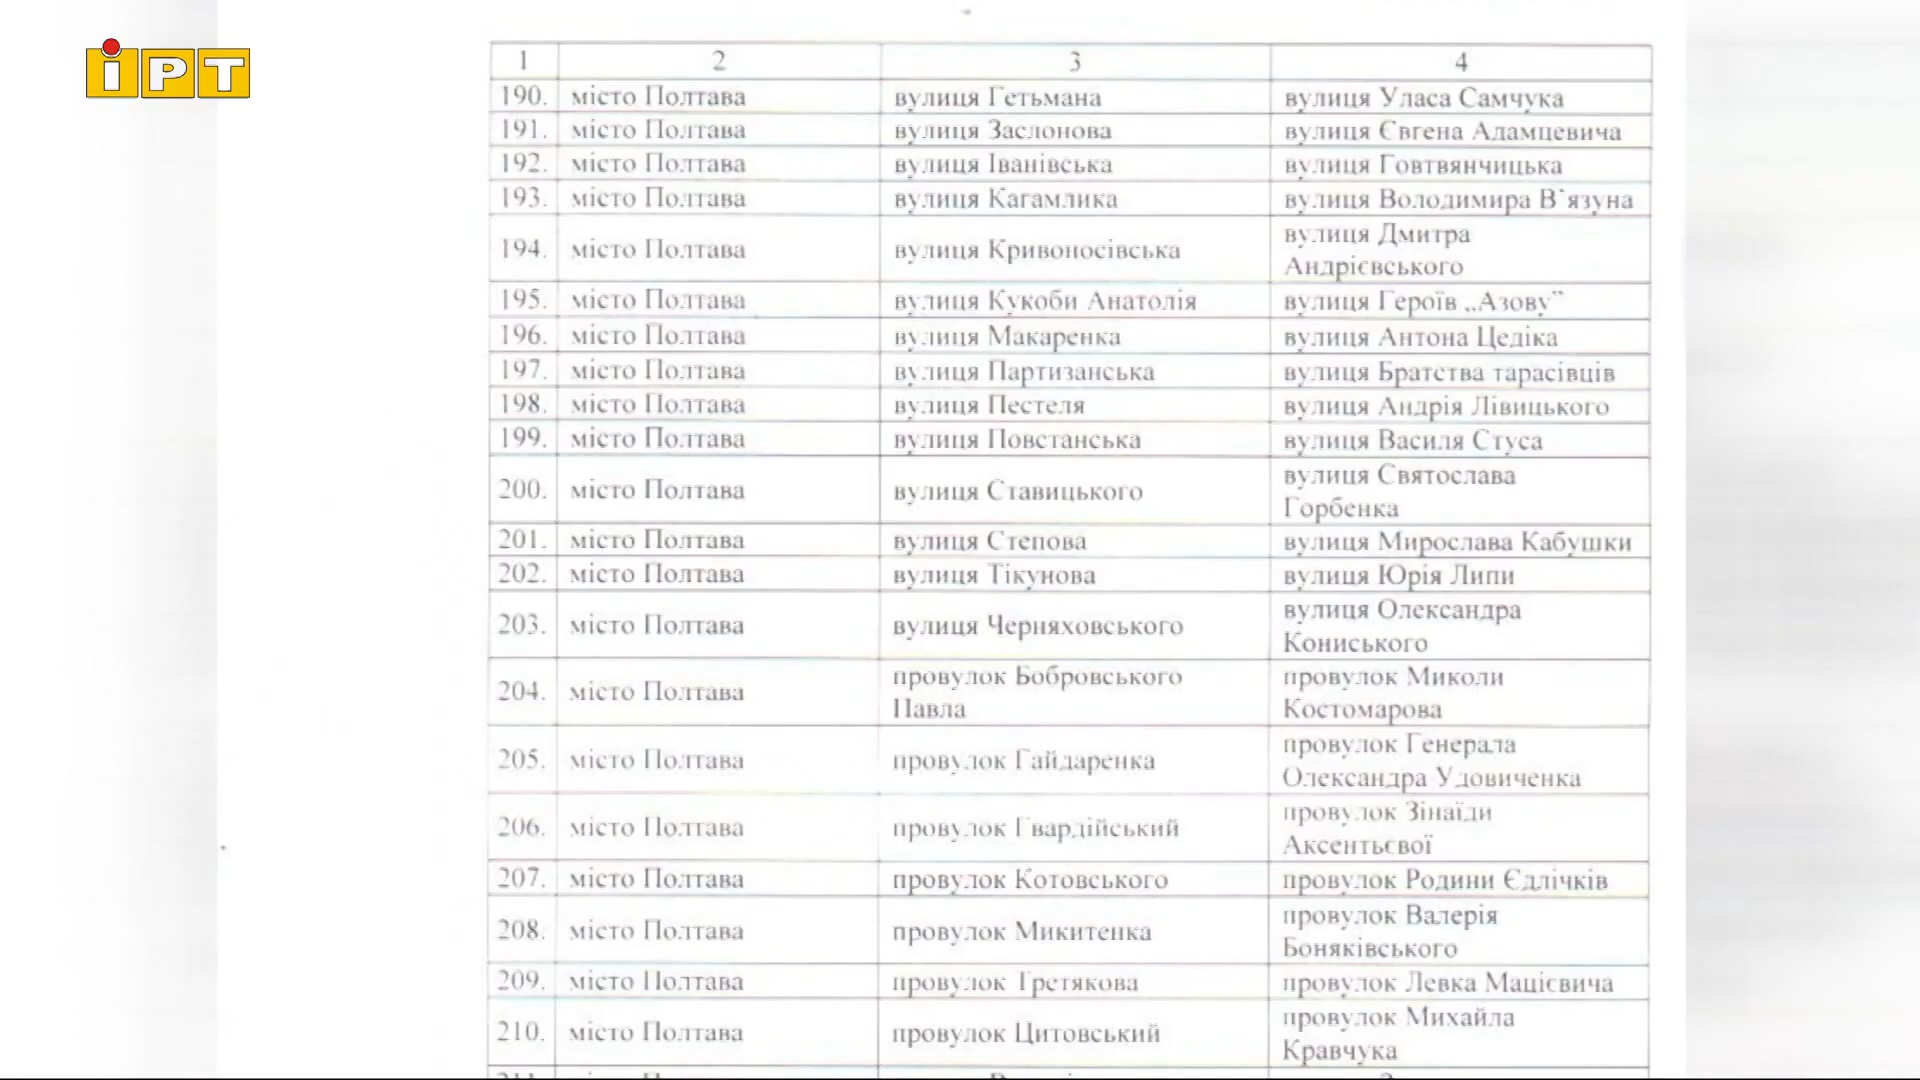 іРТ
1 2 3 4
190. місто Полтава вулиця Гетьмана вулиця Уласа Самчука
191. місто Полтава вулиця Заслонова вулиця Євгена Адамцевича
192. місто Полтава вулиця Іванівська вулиця Говтвянчицька
193. місто Полтава вулиця Кагамлика вулиця Володимира В`язуна
194. місто Полтава вулиця Кривоносівська вулиця Дмитра
Андрієвського
195. місто Полтава вулиця Кукоби Анатолія вулиця Героїв „Азову”
196. місто Полтава вулиця Макаренка вулиця Антона Цедіка
197. місто Полтава вулиця Партизанська вулиця Братства тарасівців
198. місто Полтава вулиця Пестеля вулиця Андрія Лівицького
199. місто Полтава вулиця Повстанська вулиця Василя Стуса
200. місто Полтава вулиця Ставицького вулиця Святослава
Горбенка
201. місто Полтава вулиця Степова вулиця Мирослава Кабушки
202. місто Полтава вулиця Тікунова вулиця Юрія Липи
203. місто Полтава вулиця Черняховського вулиця Олександра
Кониського
204. місто Полтава провулок Бобровського провулок Миколи
Павла Костомарова
205. місто Полтава провулок Гайдаренка провулок Генерала
Олександра Удовиченка
206. місто Полтава провулок Гвардійський провулок Зінаїди
Аксентьєвої
207. місто Полтава провулок Котовського провулок Родини Єдлічків
208. місто Полтава провулок Микитенка провулок Валерія
Боняківського
209. місто Полтава провулок Третякова провулок Левка Мацієвича
210. місто Полтава провулок Цитовський провулок Михайла
Кравчука